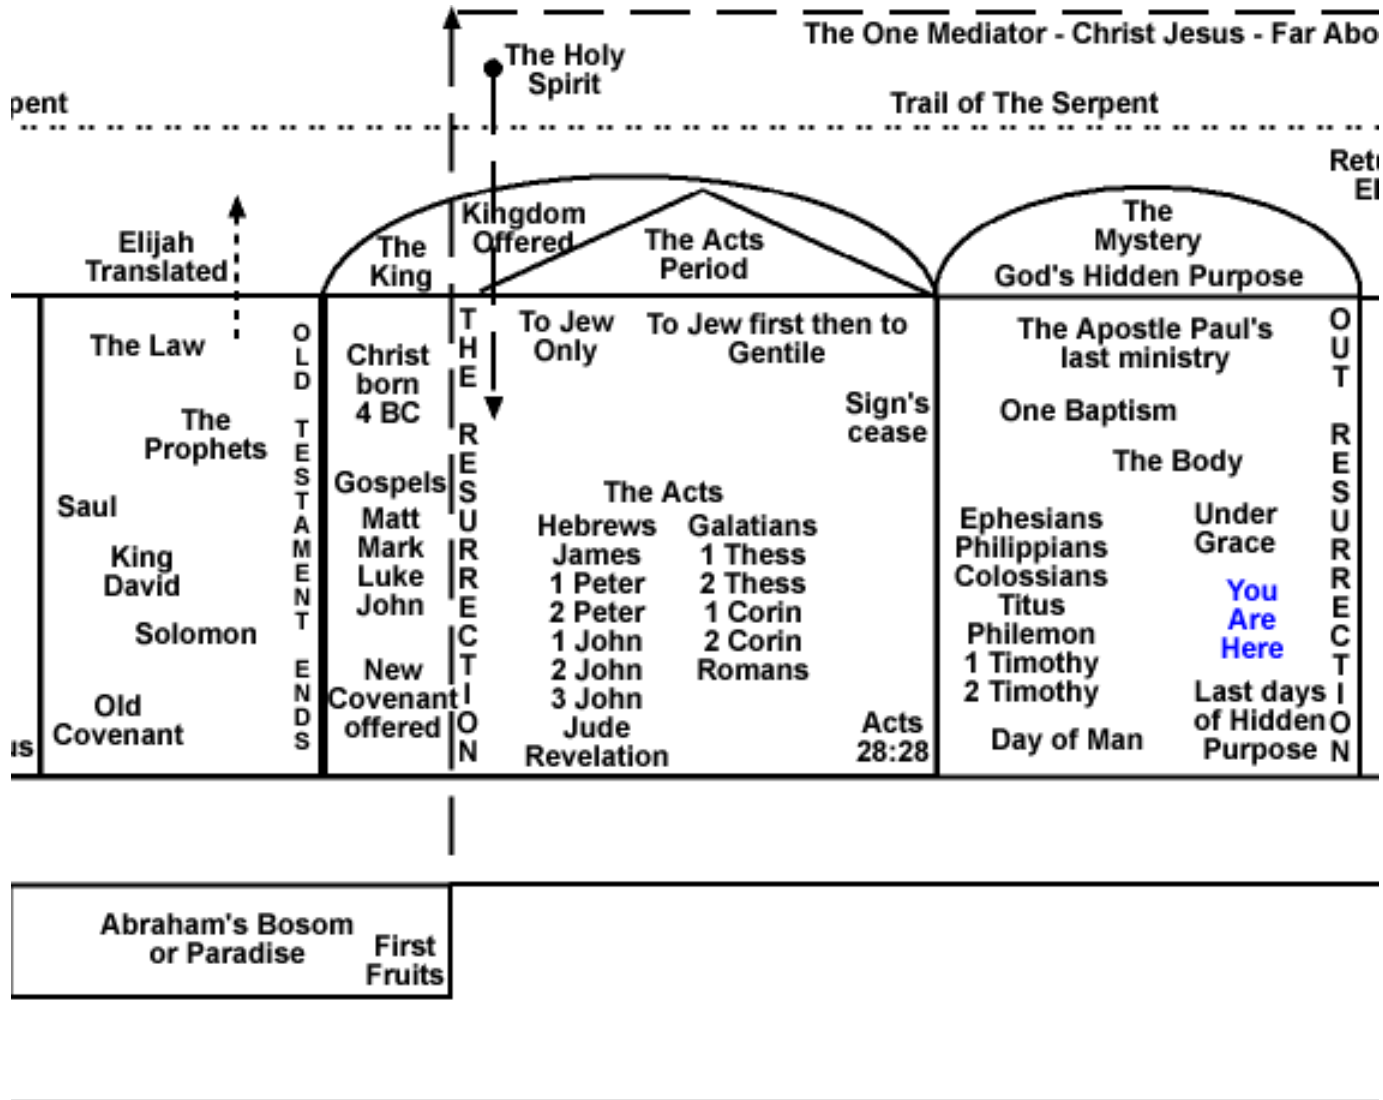 The One Mediator - Christ Jesus - Far Abo
The Holy
Spirit
pent
Trail of The Serpent
Retu
El
Elijah
Translated
The
King
Kingdom
Offered
The Acts
Period
The
Mystery
God's Hidden Purpose
The Law
The
Prophets
Saul
King
David
Solomon
Old
Covenant
us
OLD TESTAMENT ENDS
Christ
born
4 BC
Gospels
Matt
Mark
Luke
John
New
Covenant
offered
THE RESURRECTION
To Jew
Only
To Jew first then to
Gentile
Sign's
cease
The Acts
Hebrews
James
1 Peter
2 Peter
1 John
2 John
3 John
Jude
Revelation
Galatians
1 Thess
2 Thess
1 Corin
2 Corin
Romans
Acts
28:28
The Apostle Paul's
last ministry
One Baptism
The Body
Ephesians
Philippians
Colossians
Titus
Philemon
1 Timothy
2 Timothy
Day of Man
Under
Grace
You
Are
Here
Last days
of Hidden
Purpose
OUT RESURRECTION
Abraham's Bosom
or Paradise
First
Fruits